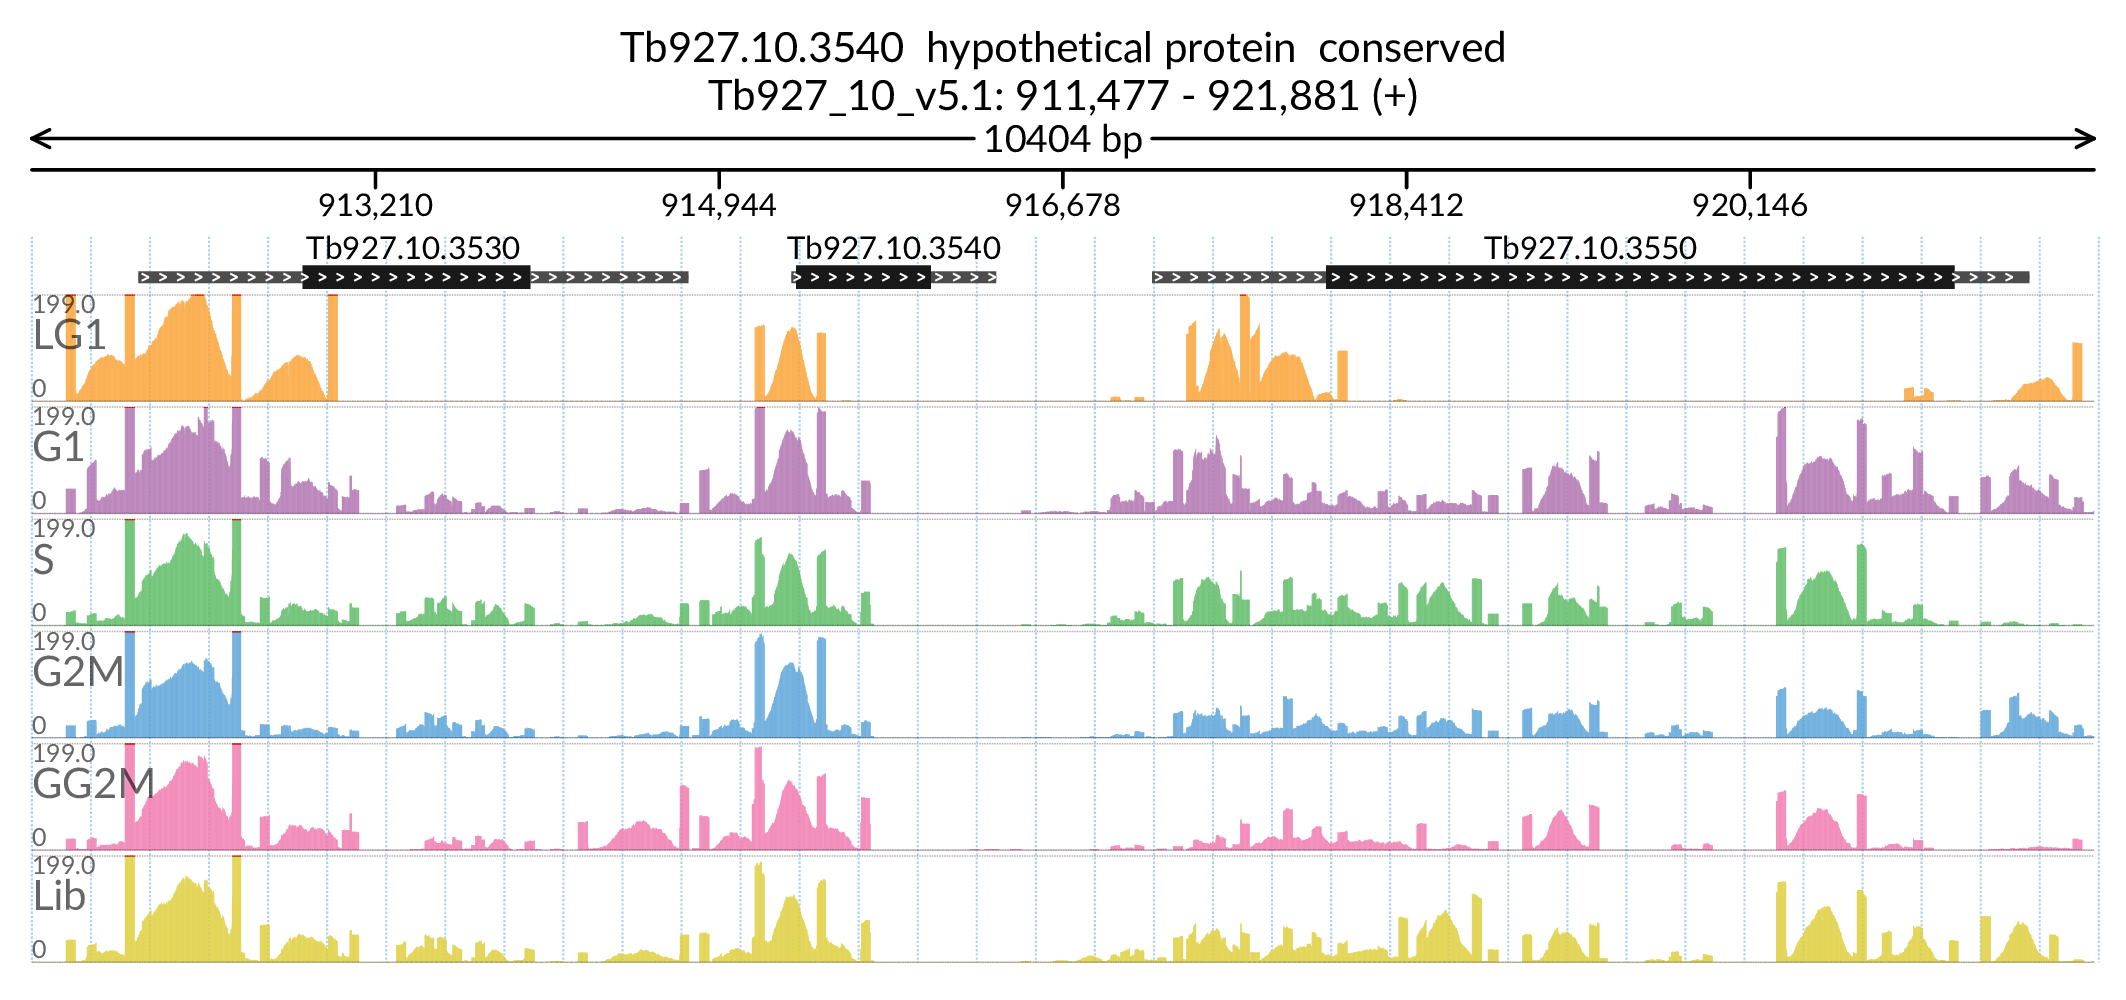 Tb927.10.3540  hypothetical protein  conserved
Tb927_10_v5.1: 911,477 - 921,881 (+)
10404 bp
913,210 914,944 916,678 918,412 920,146
Tb927.10.3530 Tb927.10.3540 Tb927.10.3550
199.0
LG1
0
199.0
G1
0
199.0
S
0
199.0
G2M
0
199.0
GG2M
0
199.0
Lib
0